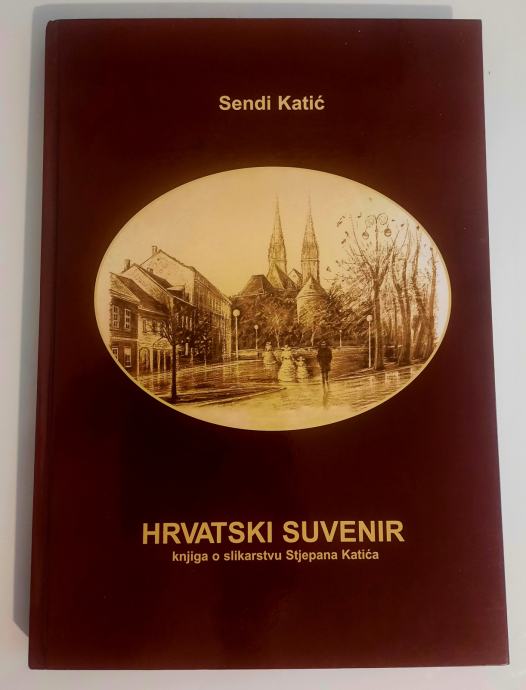 Sendi Katić
HRVATSKI SUVENIR
knjiga o slikarstvu Stjepana Katića